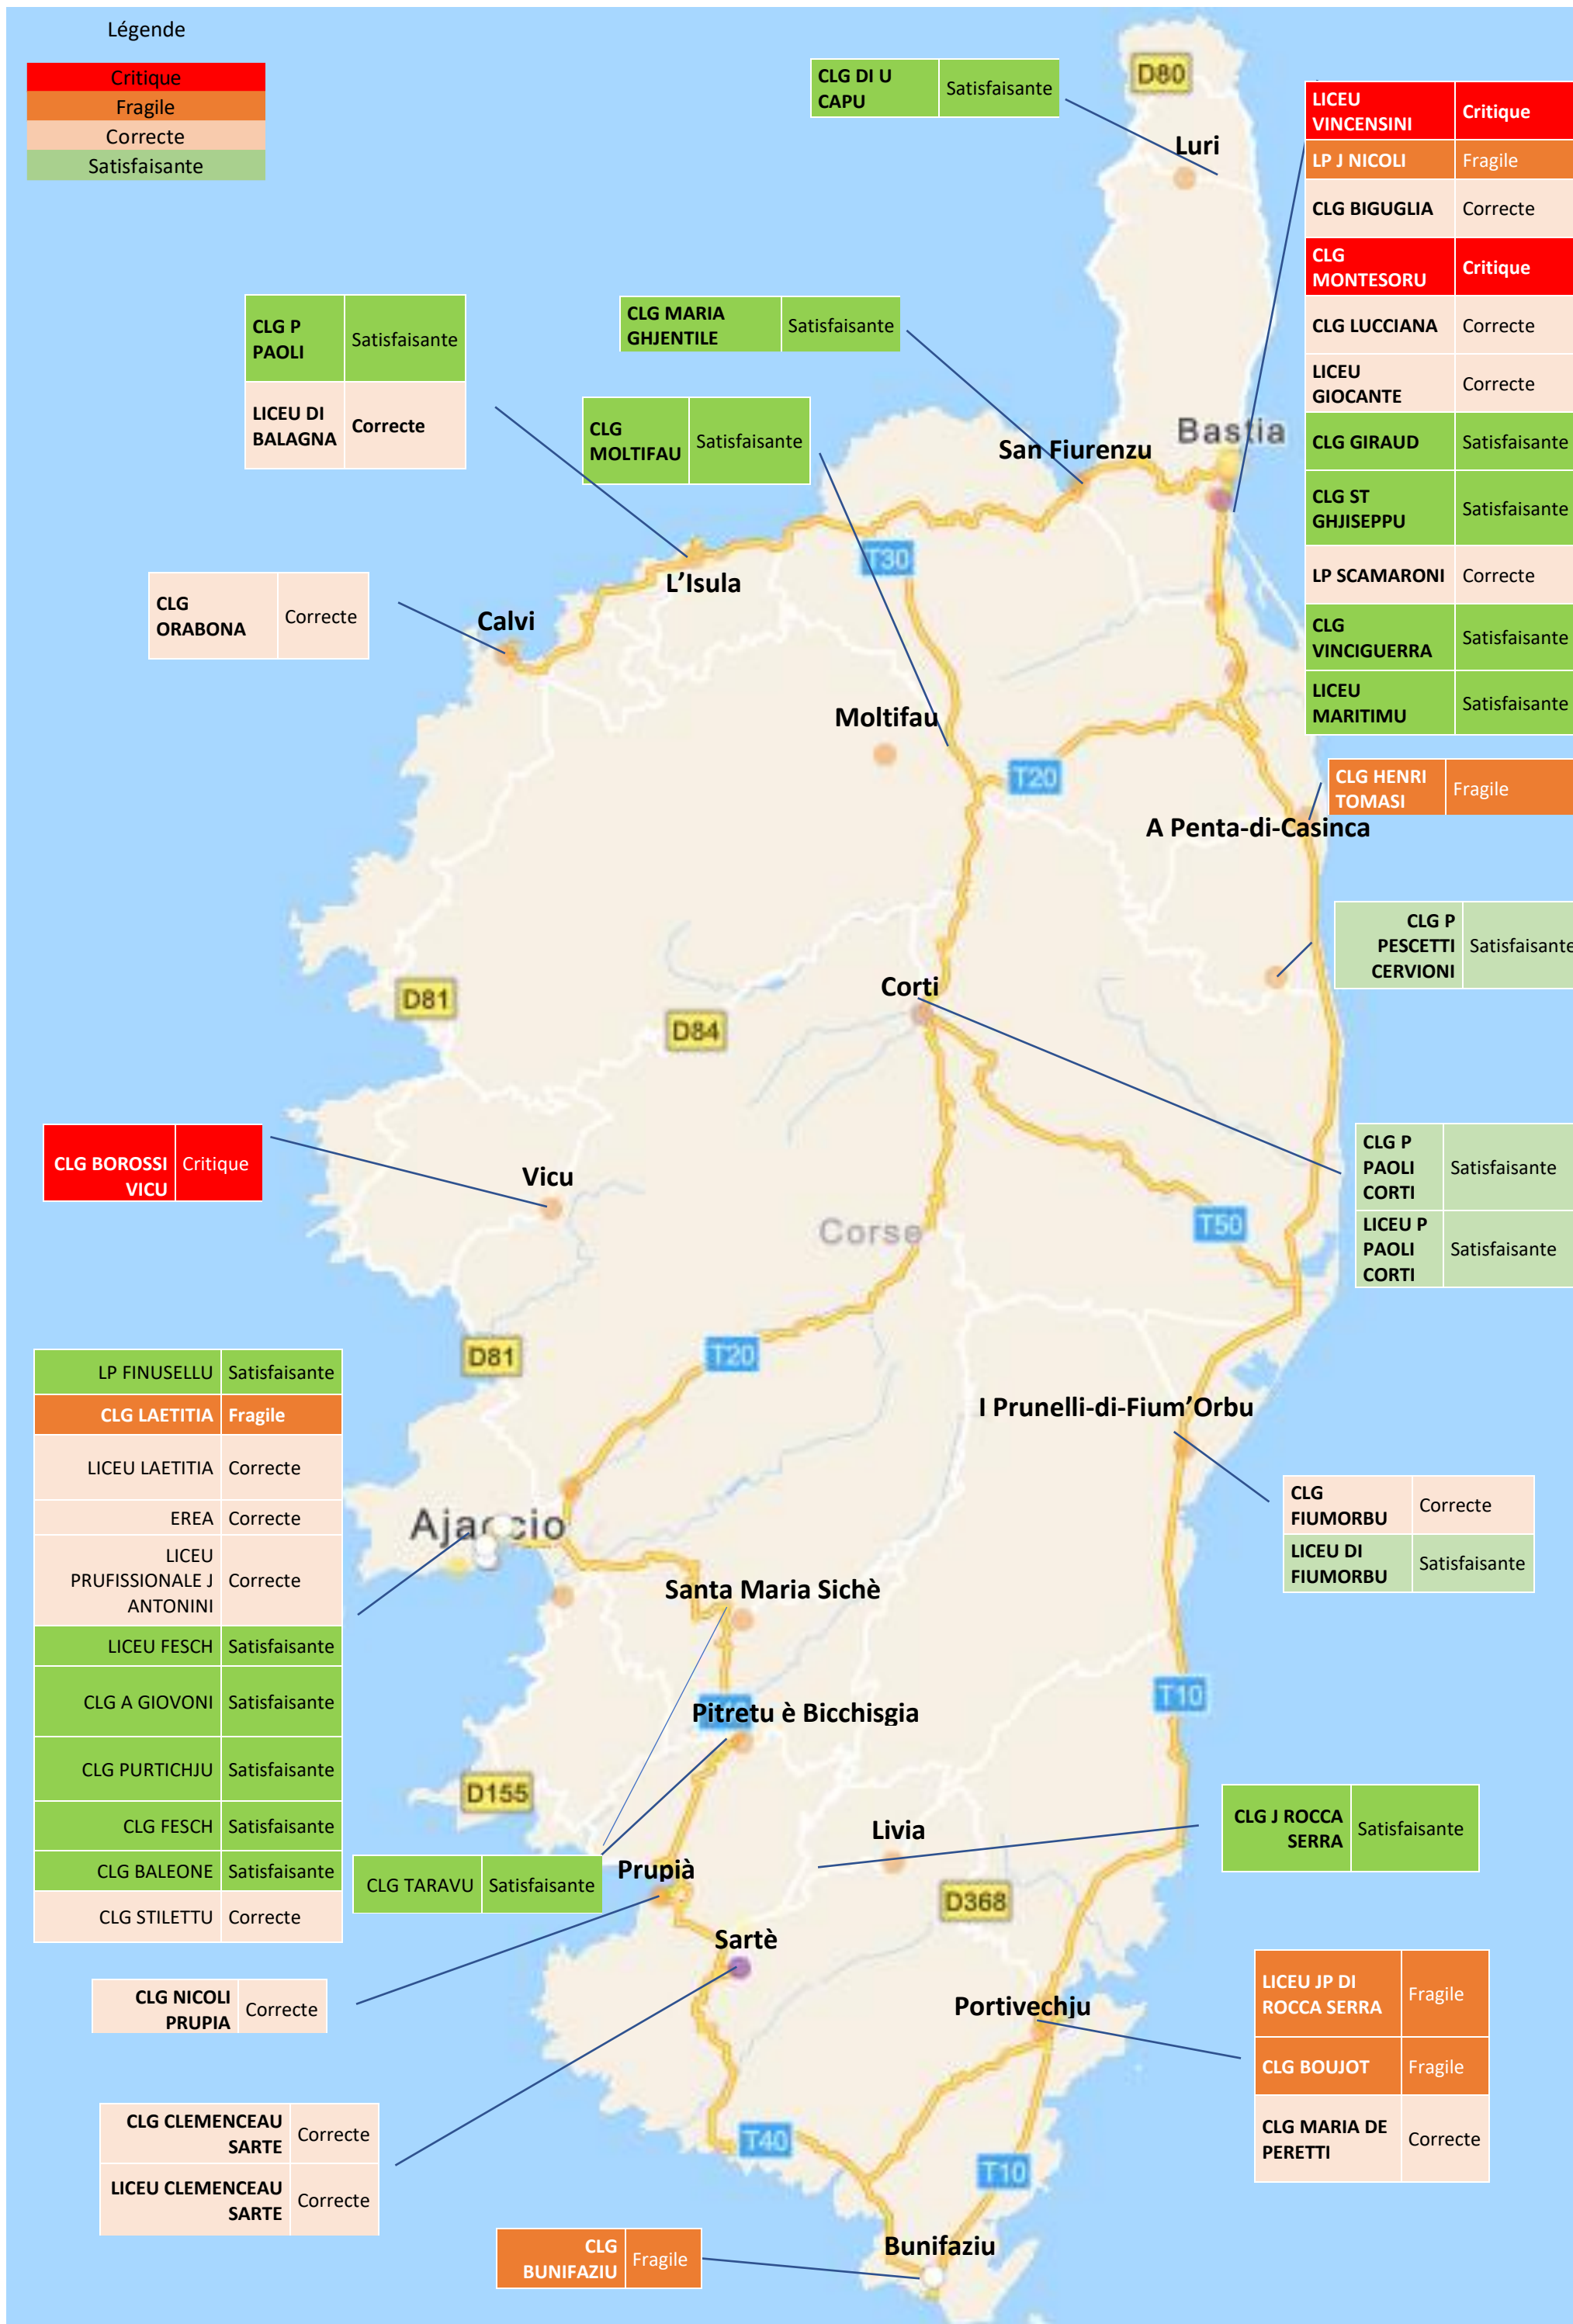 Légende
Critique
Fragile
Correcte
Satisfaisante
CLG DI U
CAPU
Satisfaisante
D80
Luri
LICEU
VINCENSINI
Critique
LP J NICOLI
Fragile
CLG BIGUGLIA
Correcte
CLG
MONTESORU
Critique
CLG LUCCIANA
Correcte
LICEU
GIOCANTE
Correcte
CLG GIRAUD
Satisfaisante
CLG ST
GHJISEPPU
Satisfaisante
LP SCAMARONI
Correcte
CLG
VINCIGUERRA
Satisfaisante
LICEU
MARITIMU
Satisfaisante
CLG P
PAOLI
Satisfaisante
LICEU DI
BALAGNA
Correcte
CLG MARIA
GHJENTILE
Satisfaisante
CLG
MOLTIFAU
Satisfaisante
San Fiurenzu
Bastia
T30
L’Isula
CLG
ORABONA
Correcte
Calvi
Moltifau
T20
CLG HENRI
TOMASI
Fragile
A Penta-di-Casinca
CLG P
PESCETTI
CERVIONI
Satisfaisante
Corti
D81
D84
CLG P
PAOLI
CORTI
Satisfaisante
LICEU P
PAOLI
CORTI
Satisfaisante
CLG BOROSSI
VICU
Critique
Vicu
Corse
T50
D81
T20
LP FINUSELLU
Satisfaisante
CLG LAETITIA
Fragile
LICEU LAETITIA
Correcte
EREA
Correcte
LICEU
PRUFISSIONALE J
ANTONINI
Correcte
LICEU FESCH
Satisfaisante
CLG A GIOVONI
Satisfaisante
CLG PURTICHJU
Satisfaisante
CLG FESCH
Satisfaisante
CLG BALEONE
Satisfaisante
CLG STILETTU
Correcte
I Prunelli-di-Fium’Orbu
CLG
FIUMORBU
Correcte
LICEU DI
FIUMORBU
Satisfaisante
Ajaccio
Santa Maria Sichè
T10
Pitretu è Bicchisgia
D155
CLG TARAVU
Satisfaisante
Prupià
Livia
CLG J ROCCA
SERRA
Satisfaisante
D368
Sartè
CLG NICOLI
PRUPIA
Correcte
Portivechju
LICEU JP DI
ROCCA SERRA
Fragile
CLG BOUJOT
Fragile
CLG MARIA DE
PERETTI
Correcte
CLG CLEMENCEAU
SARTE
Correcte
LICEU CLEMENCEAU
SARTE
Correcte
T40
T10
CLG
BUNIFAZIU
Fragile
Bunifaziu